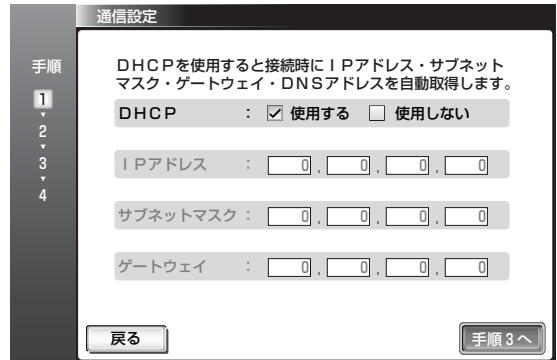 通信設定
手順
1
2
3
4
DHCPを使用すると接続時にIPアドレス・サブネット
マスク・ゲートウェイ・DNSアドレスを自動取得します。
DHCP : 使用する 使用しない
IPアドレス : 0 . 0 . 0 . 0
サブネットマスク : 0 . 0 . 0 . 0
ゲートウェイ : 0 . 0 . 0 . 0
戻る
手順3へ